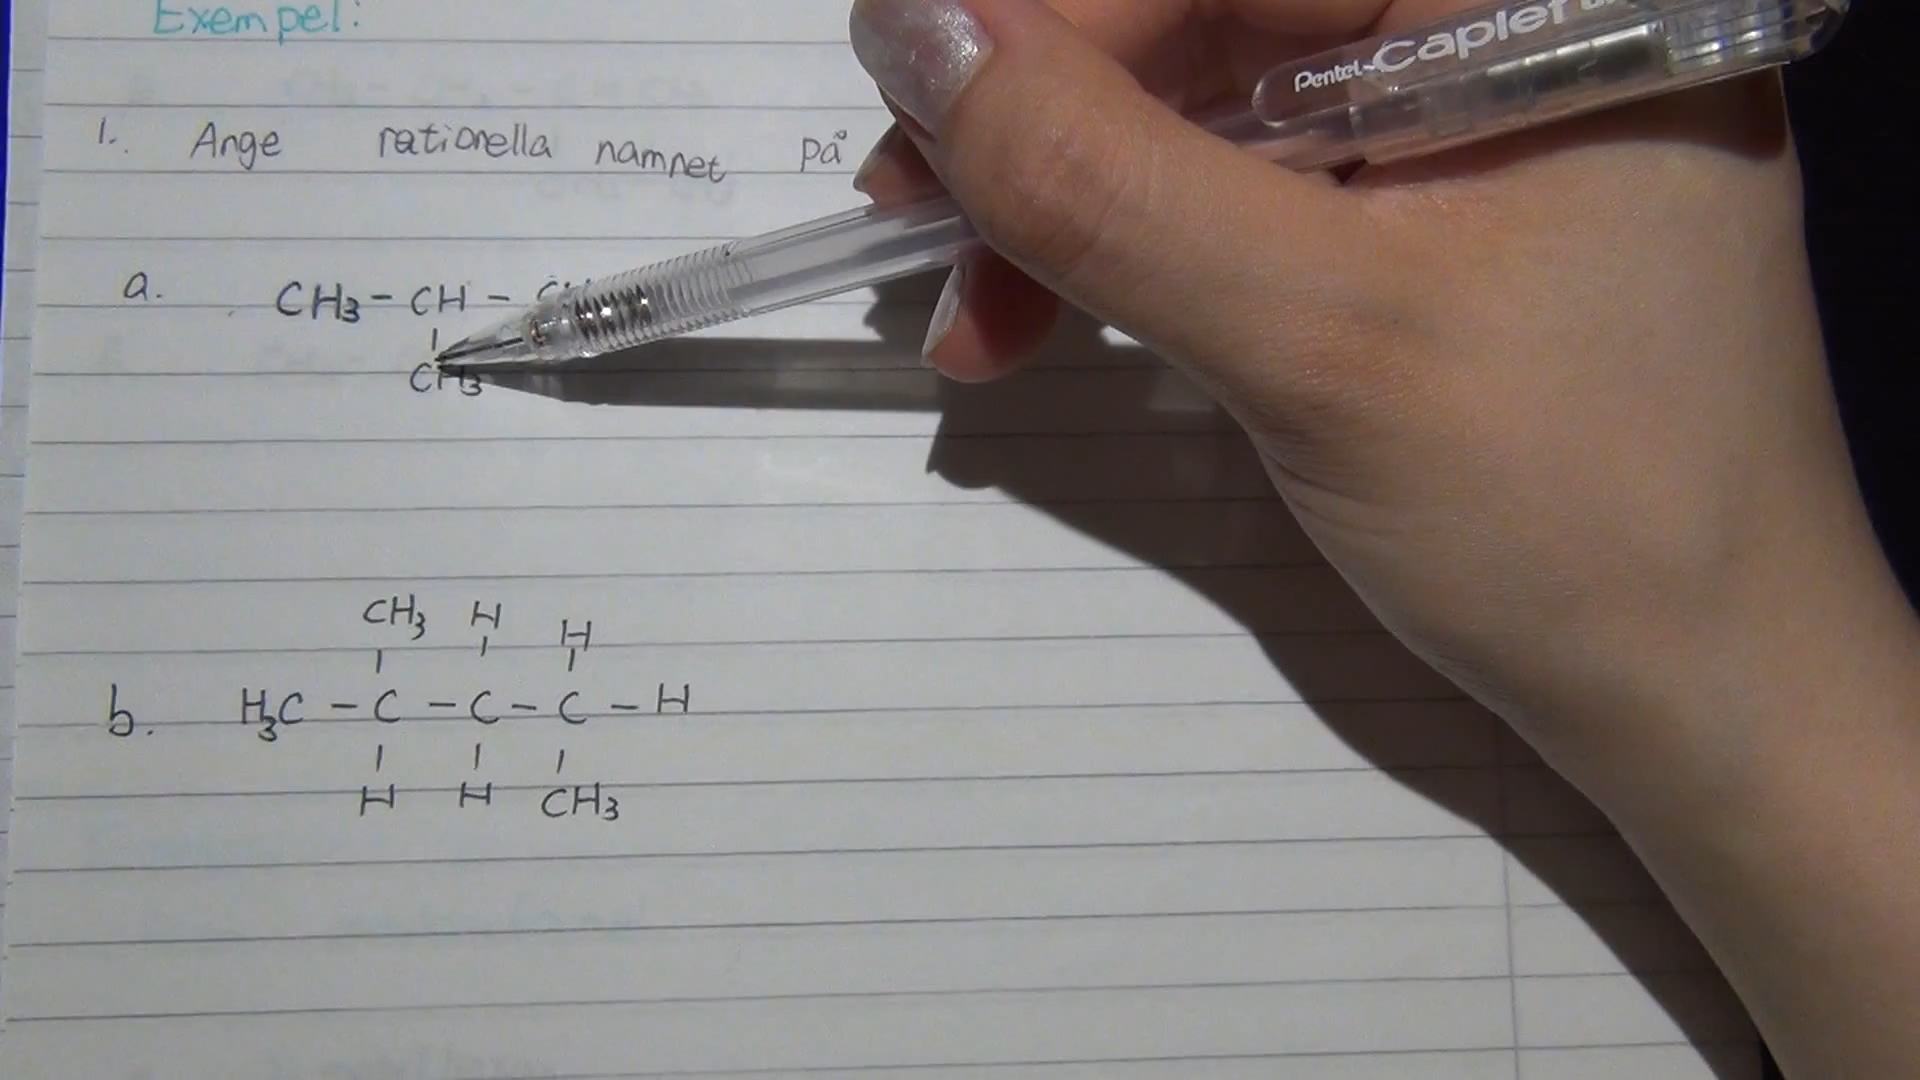 Exempel:
1. Ange rationella namnet på
a. CH3 - CH -
CH3
CH3 H H
b. H3C - C - C - C - H
H H CH3
Pentel Caplet